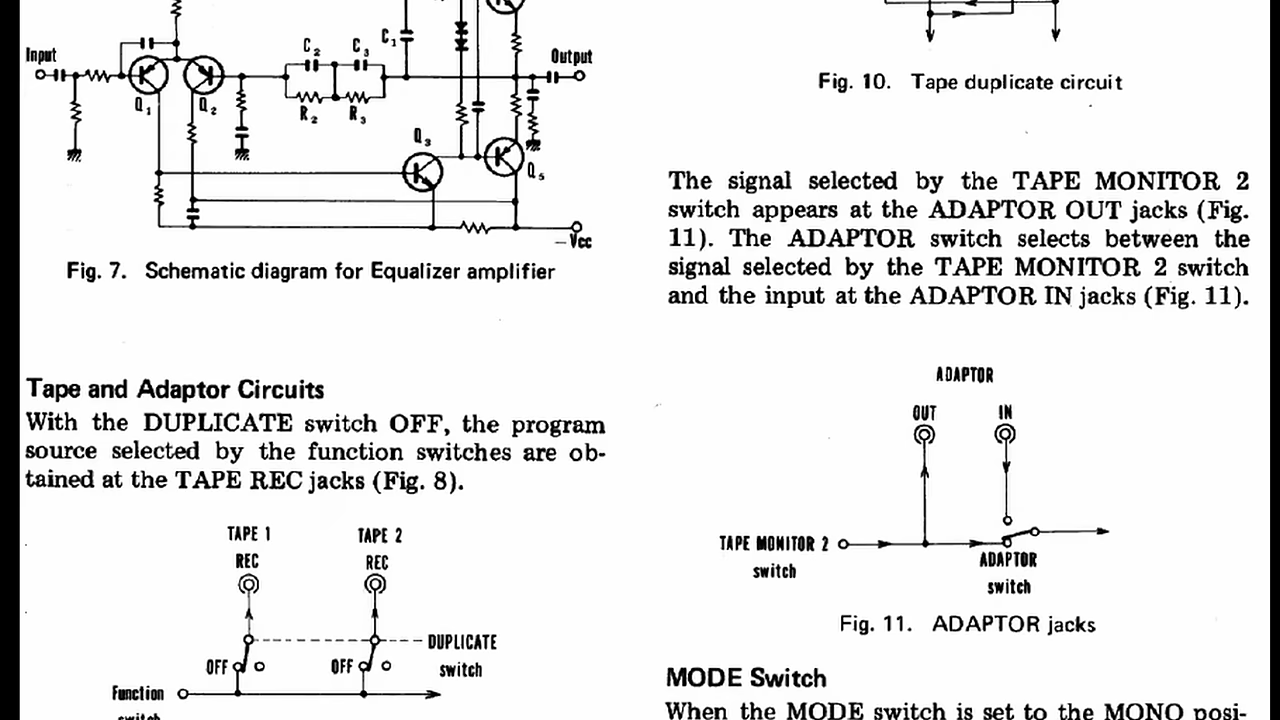 Input
C2
C3
C1
Output
Q1
Q2
R2
R3
Q3
Q5
−Vcc
Fig. 7. Schematic diagram for Equalizer amplifier
Tape and Adaptor Circuits
With the DUPLICATE switch OFF, the program
source selected by the function switches are ob-
tained at the TAPE REC jacks (Fig. 8).
TAPE 1
TAPE 2
REC
REC
DUPLICATE
switch
OFF
OFF
Function
switch
Fig. 10. Tape duplicate circuit
The signal selected by the TAPE MONITOR 2
switch appears at the ADAPTOR OUT jacks (Fig.
11). The ADAPTOR switch selects between the
signal selected by the TAPE MONITOR 2 switch
and the input at the ADAPTOR IN jacks (Fig. 11).
ADAPTOR
OUT
IN
TAPE MONITOR 2
switch
ADAPTOR
switch
Fig. 11. ADAPTOR jacks
MODE Switch
When the MODE switch is set to the MONO posi-